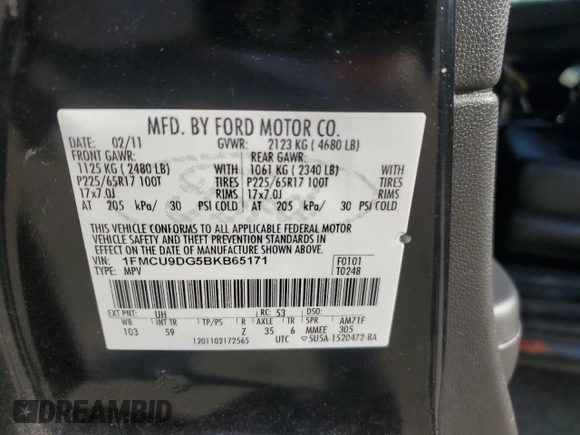 MFD. BY FORD MOTOR CO.
DATE: 02/11 GVWR: 2123 KG ( 4680 LB)
FRONT GAWR: REAR GAWR:
1125 KG ( 2480 LB) WITH 1061 KG ( 2340 LB) WITH
P225/65R17 100T TIRES P225/65R17 100T TIRES
17x7.0J RIMS 17x7.0J RIMS
AT 205 kPa/ 30 PSI COLD AT 205 kPa/ 30 PSI COLD
THIS VEHICLE CONFORMS TO ALL APPLICABLE FEDERAL MOTOR
VEHICLE SAFETY AND THEFT PREVENTION STANDARDS IN
EFFECT ON THE DATE OF MANUFACTURE SHOWN ABOVE.
VIN: 1FMCU9DG5BKB65171 F0101
TYPE: MPV T0248
EXT PNT: UH RC: 53 DSO:
WB INT TR TP/PS R AXLE TR SPR AM71F
103 59 Z 35 6 MMEE 305
1201102172565 UTC 5U5A-1520472-BA
Ford
DREAMBID